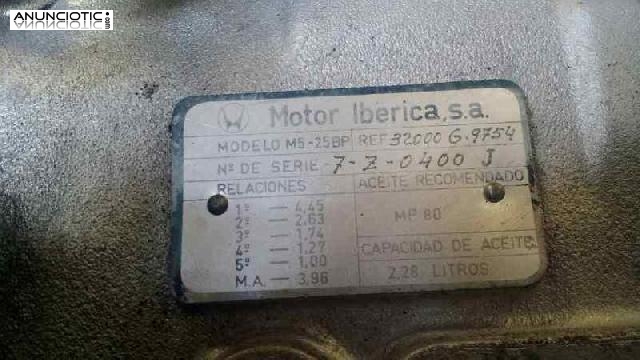 ANUNCIOTIC.com
Motor Iberica, s.a.
MODELO M5-25BP REF 32000 G.9754
Nº DE SERIE 7-Z-0400 J
RELACIONES ACEITE RECOMENDADO
1ª — 4,45
2ª — 2,63
3ª — 1,74
4ª — 1,27
5ª — 1,00
M.A. — 3,96
MP 80
CAPACIDAD DE ACEITE
2,28 LITROS